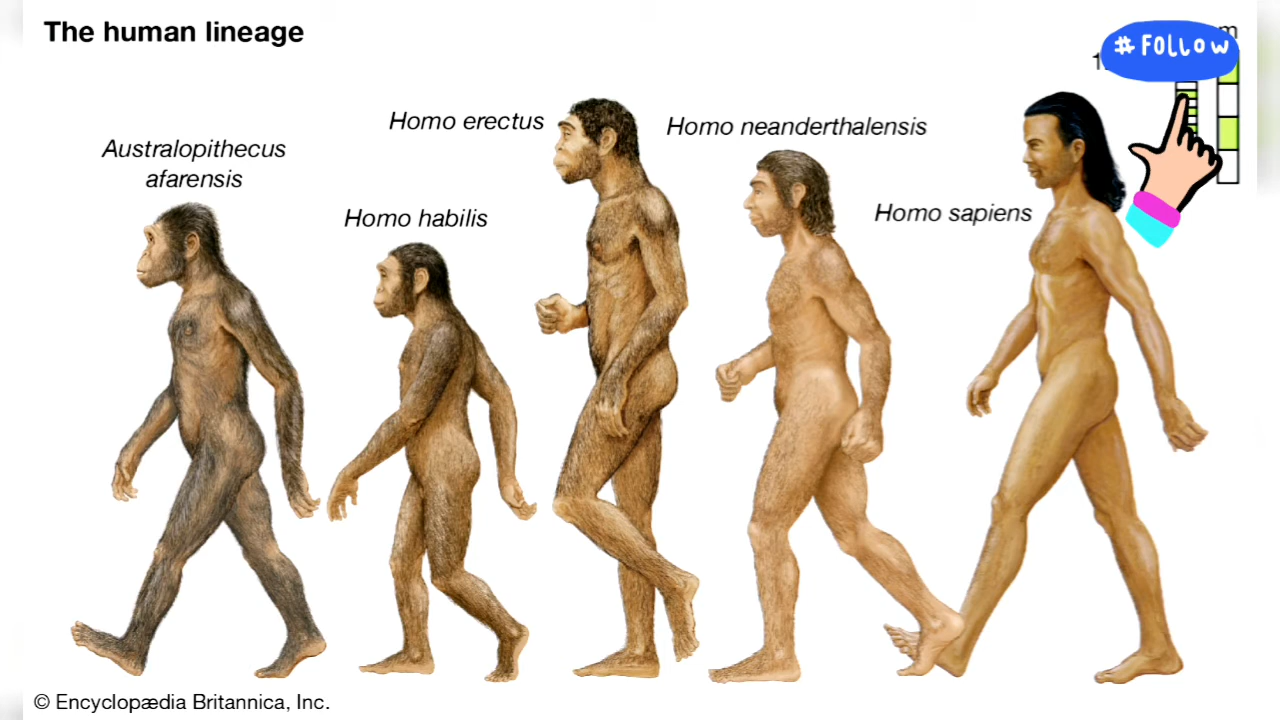 The human lineage
# FOLLOW
m
Homo erectus
Homo neanderthalensis
Australopithecus
afarensis
Homo habilis
Homo sapiens
© Encyclopædia Britannica, Inc.